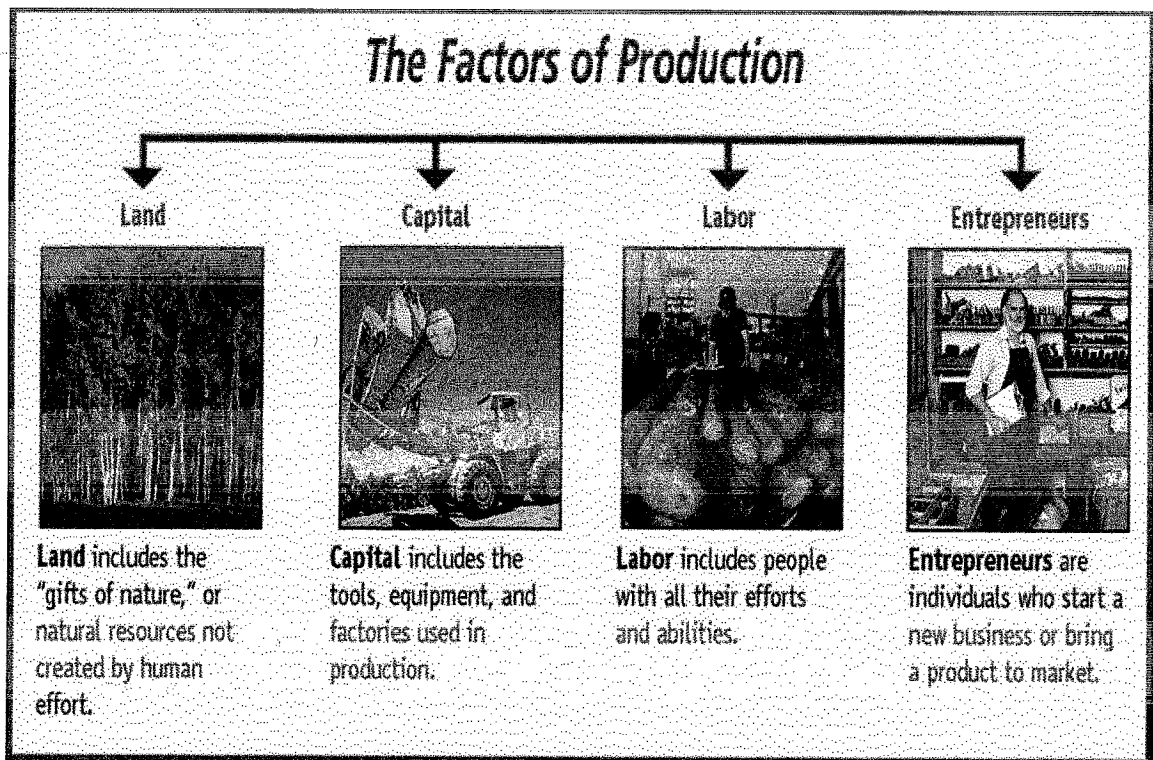 The Factors of Production
Land
Capital
Labor
Entrepreneurs
Land includes the
"gifts of nature," or
natural resources not
created by human
effort.
Capital includes the
tools, equipment, and
factories used in
production.
Labor includes people
with all their efforts
and abilities.
Entrepreneurs are
individuals who start a
new business or bring
a product to market.